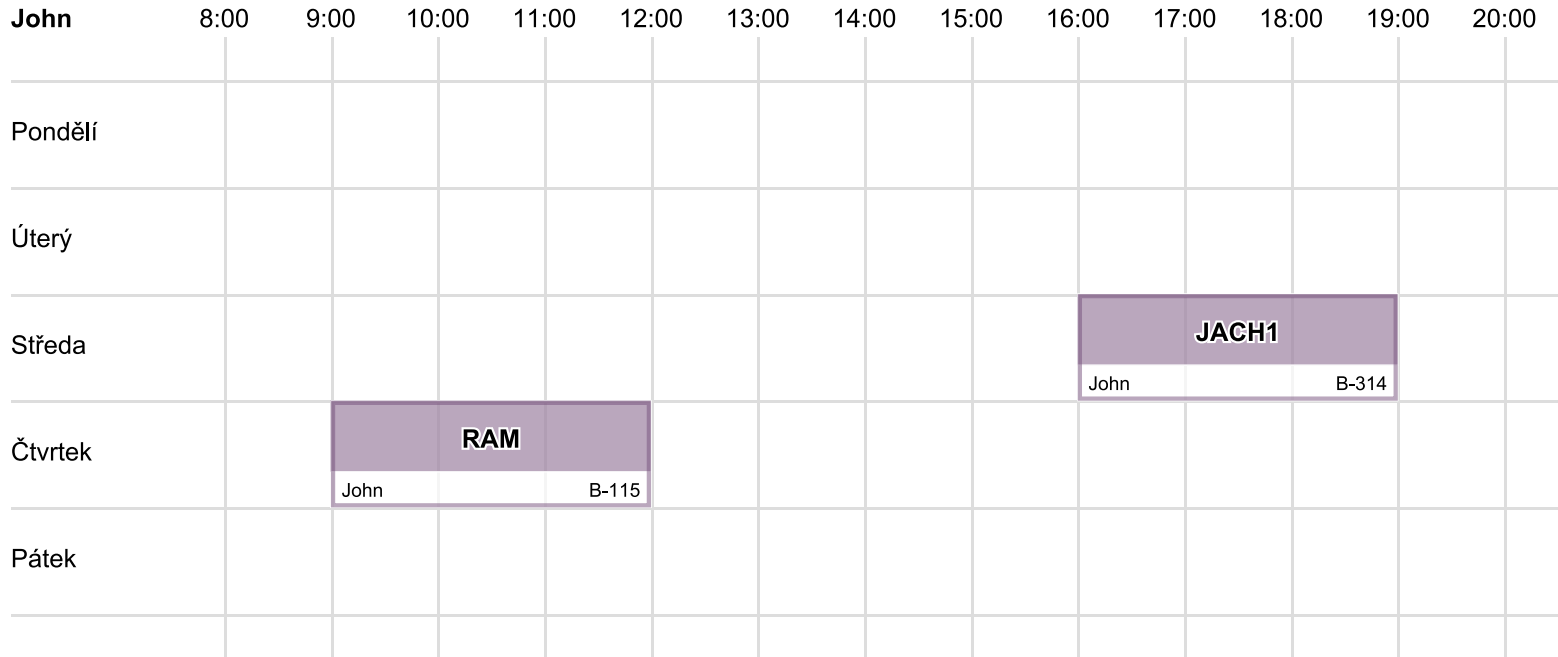 John 8:00 9:00 10:00 11:00 12:00 13:00 14:00 15:00 16:00 17:00 18:00 19:00 20:00
Pondělí
Úterý
Středa
JACH1
John B-314
Čtvrtek
RAM
John B-115
Pátek